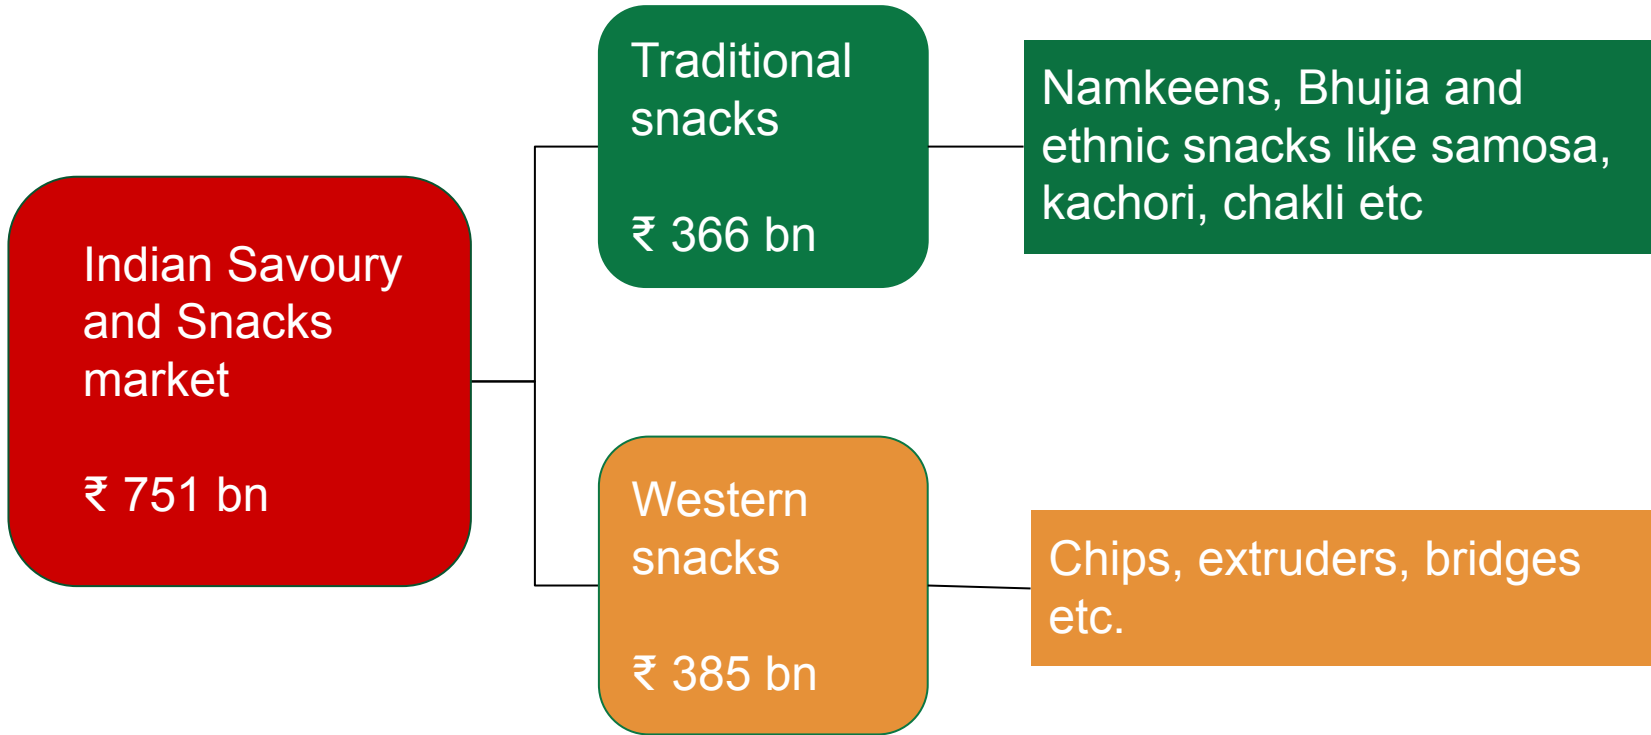 Indian Savoury
and Snacks
market
₹ 751 bn
Traditional
snacks
₹ 366 bn
Namkeens, Bhujia and
ethnic snacks like samosa,
kachori, chakli etc
Western
snacks
₹ 385 bn
Chips, extruders, bridges
etc.